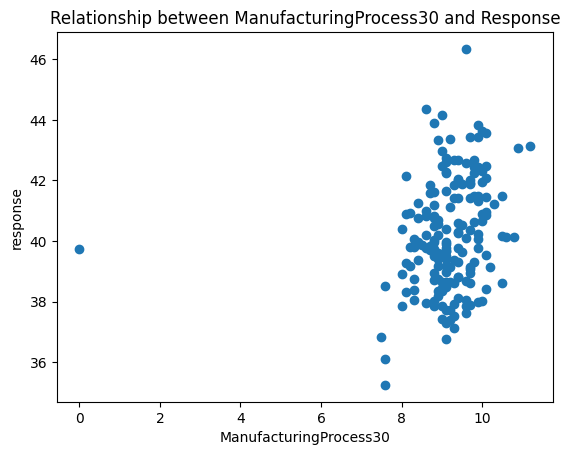 Relationship between ManufacturingProcess30 and Response
46
44
42
40
38
36
response
0 2 4 6 8 10
ManufacturingProcess30